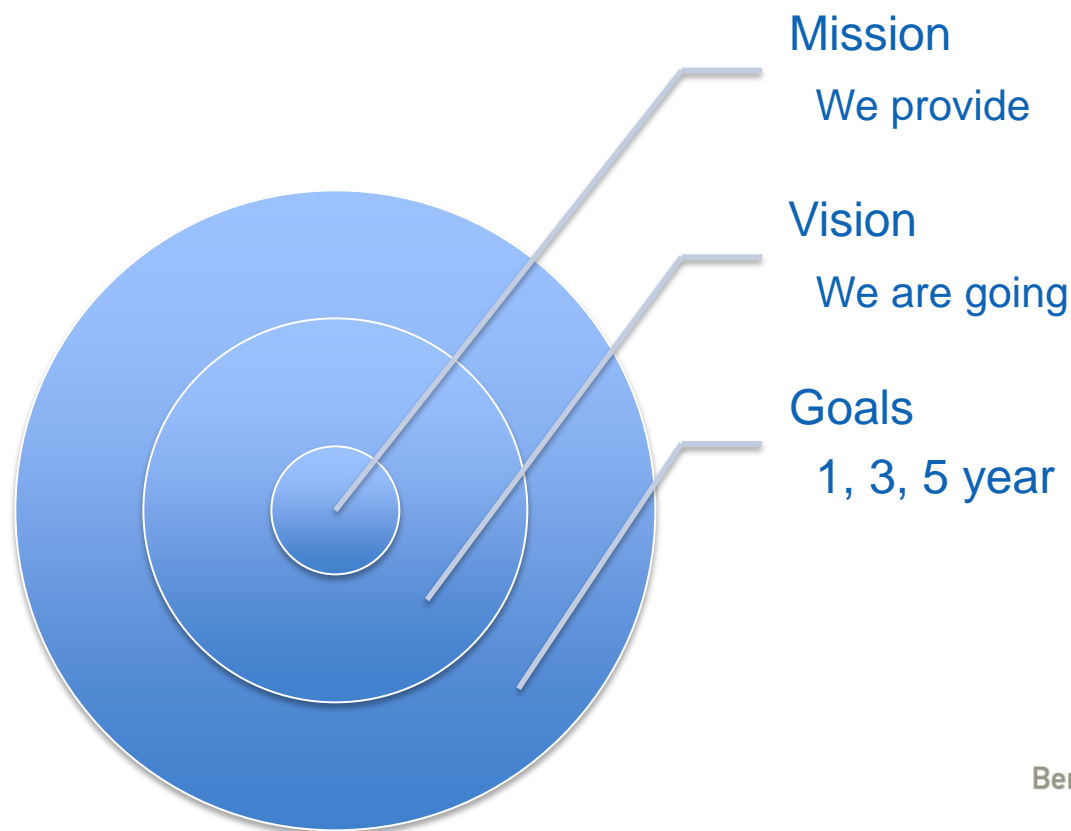 Mission
We provide
Vision
We are going
Goals
1, 3, 5 year